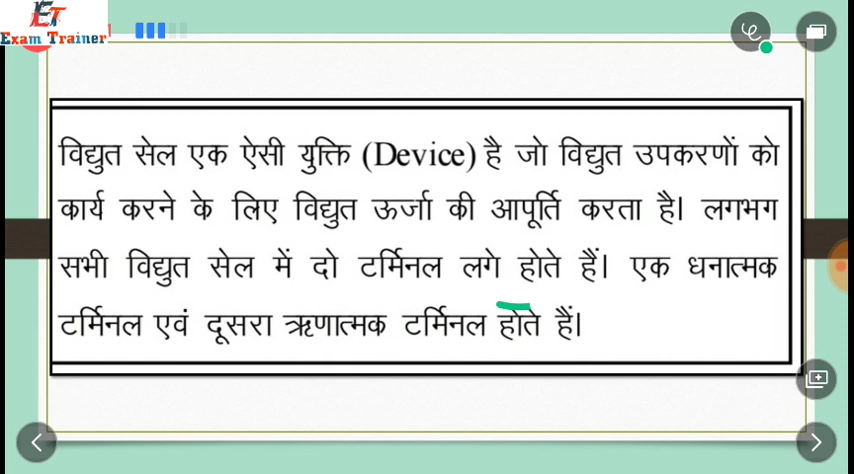 ET
Exam Trainer
विद्युत सेल एक ऐसी युक्ति (Device) है जो विद्युत उपकरणों को
कार्य करने के लिए विद्युत ऊर्जा की आपूर्ति करता है। लगभग
सभी विद्युत सेल में दो टर्मिनल लगे होते हैं। एक धनात्मक
टर्मिनल एवं दूसरा ऋणात्मक टर्मिनल होते हैं।